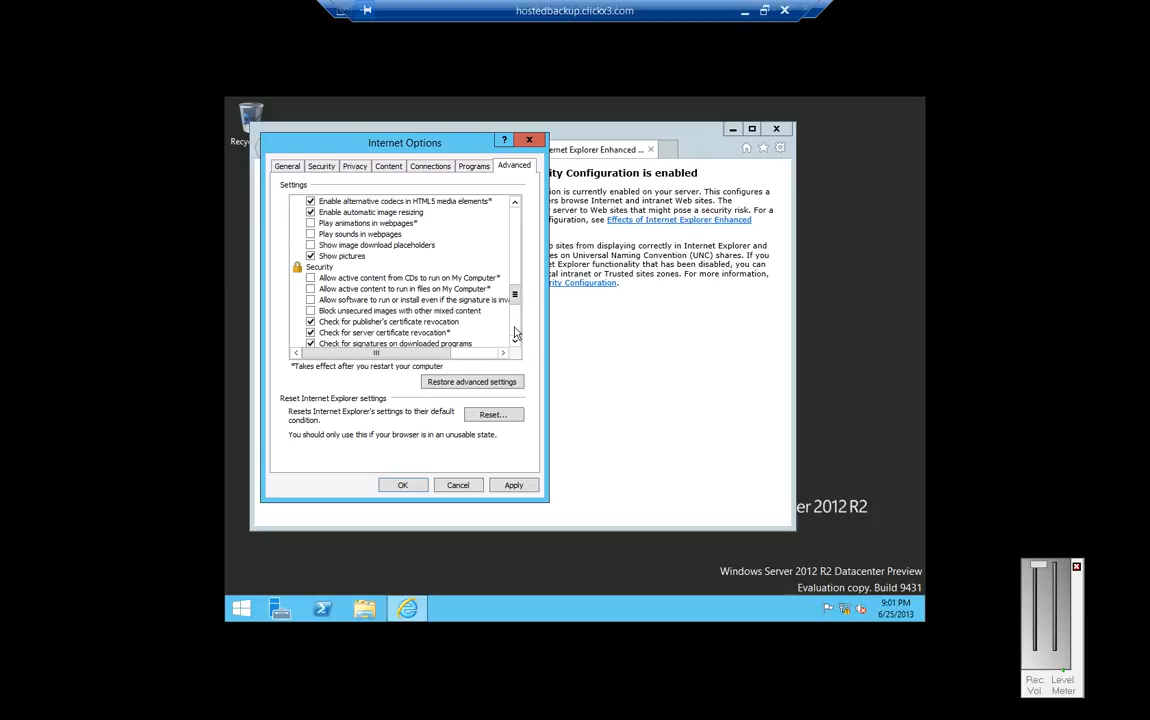 hostedbackup.clickx3.com
Recyc
Internet Options
?
ernet Explorer Enhanced ...
General
Security
Privacy
Content
Connections
Programs
Advanced
ity Configuration is enabled
Settings
ion is currently enabled on your server. This configures a
ers browse Internet and intranet Web sites. The
server to Web sites that might pose a security risk. For a
figuration, see Effects of Internet Explorer Enhanced
b sites from displaying correctly in Internet Explorer and
es on Universal Naming Convention (UNC) shares. If you
et Explorer functionality that has been disabled, you can
ocal intranet or Trusted sites zones. For more information,
curity Configuration.
Enable alternative codecs in HTML5 media elements*
Enable automatic image resizing
Play animations in webpages*
Play sounds in webpages
Show image download placeholders
Show pictures
Security
Allow active content from CDs to run on My Computer*
Allow active content to run in files on My Computer*
Allow software to run or install even if the signature is inv
Block unsecured images with other mixed content
Check for publisher's certificate revocation
Check for server certificate revocation*
Check for signatures on downloaded programs
*Takes effect after you restart your computer
Restore advanced settings
Reset Internet Explorer settings
Resets Internet Explorer's settings to their default
condition.
Reset...
You should only use this if your browser is in an unusable state.
OK
Cancel
Apply
er 2012 R2
Windows Server 2012 R2 Datacenter Preview
Evaluation copy. Build 9431
9:01 PM
6/25/2013
Rec.
Vol.
Level
Meter